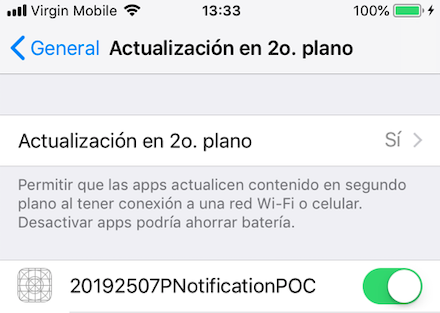 Virgin Mobile 13:33 100%
General Actualización en 2o. plano
Actualización en 2o. plano Sí
Permitir que las apps actualicen contenido en segundo
plano al tener conexión a una red Wi-Fi o celular.
Desactivar apps podría ahorrar batería.
20192507PNotificationPOC